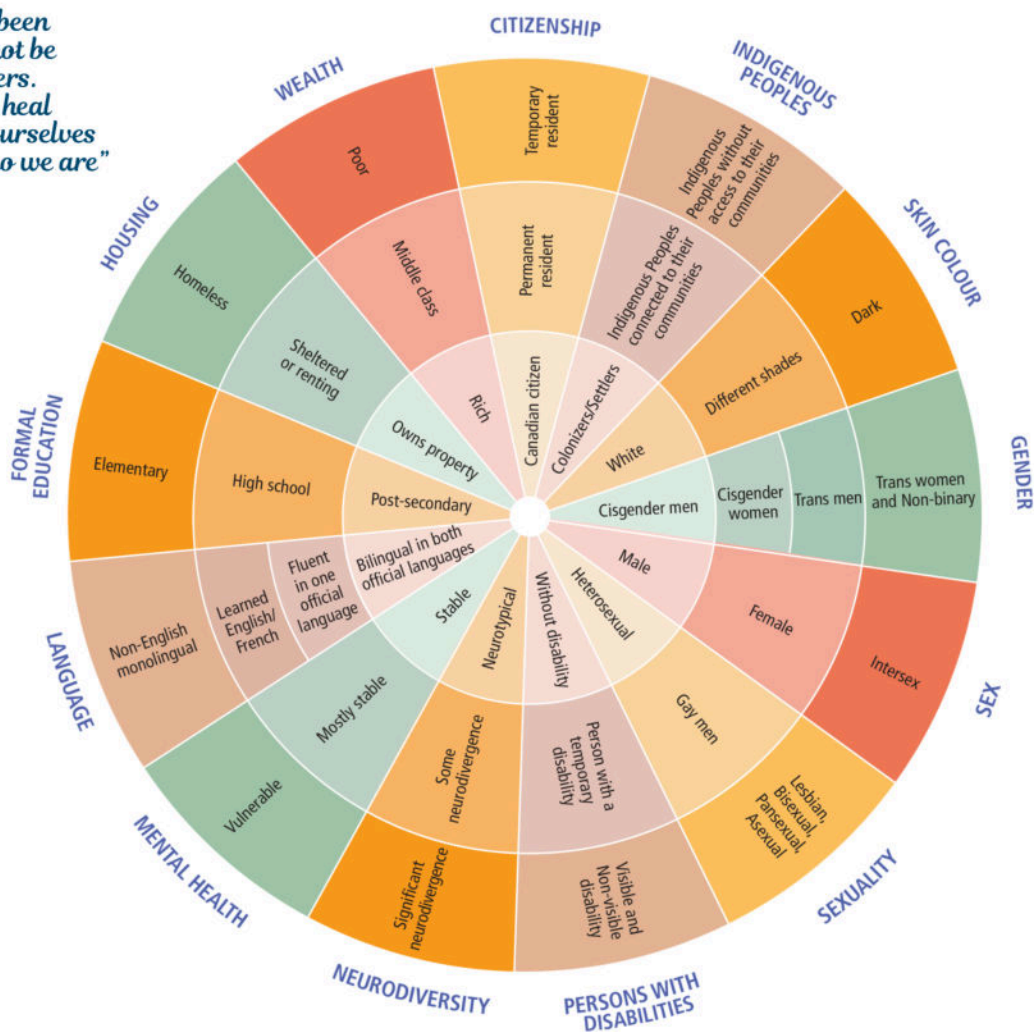 been
not be
ers.
heal
urselves
o we are”
CITIZENSHIP
Temporary
resident
Permanent
resident
Canadian citizen
INDIGENOUS
PEOPLES
Indigenous
Peoples without
access to their
communities
Indigenous Peoples
connected to their
communities
Colonizers/Settlers
SKIN COLOUR
Dark
Different shades
White
GENDER
Trans women
and Non-binary
Trans men
Cisgender
women
Cisgender men
SEX
Intersex
Female
Male
SEXUALITY
Lesbian,
Bisexual,
Pansexual,
Asexual
Gay men
Heterosexual
PERSONS WITH
DISABILITIES
Visible and
Non-visible
disability
Person with a
temporary
disability
Without disability
NEURODIVERSITY
Significant
neurodivergence
Some
neurodivergence
Neurotypical
MENTAL HEALTH
Vulnerable
Mostly stable
Stable
LANGUAGE
Non-English
monolingual
Learned
English/
French
Fluent
in one
official
language
Bilingual in both
official languages
FORMAL
EDUCATION
Elementary
High school
Post-secondary
HOUSING
Homeless
Sheltered
or renting
Owns property
WEALTH
Poor
Middle class
Rich